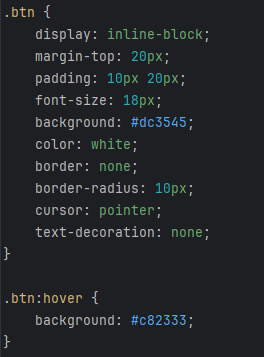 .btn {
    display: inline-block;
    margin-top: 20px;
    padding: 10px 20px;
    font-size: 18px;
    background: #dc3545;
    color: white;
    border: none;
    border-radius: 10px;
    cursor: pointer;
    text-decoration: none;
}

.btn:hover {
    background: #c82333;
}